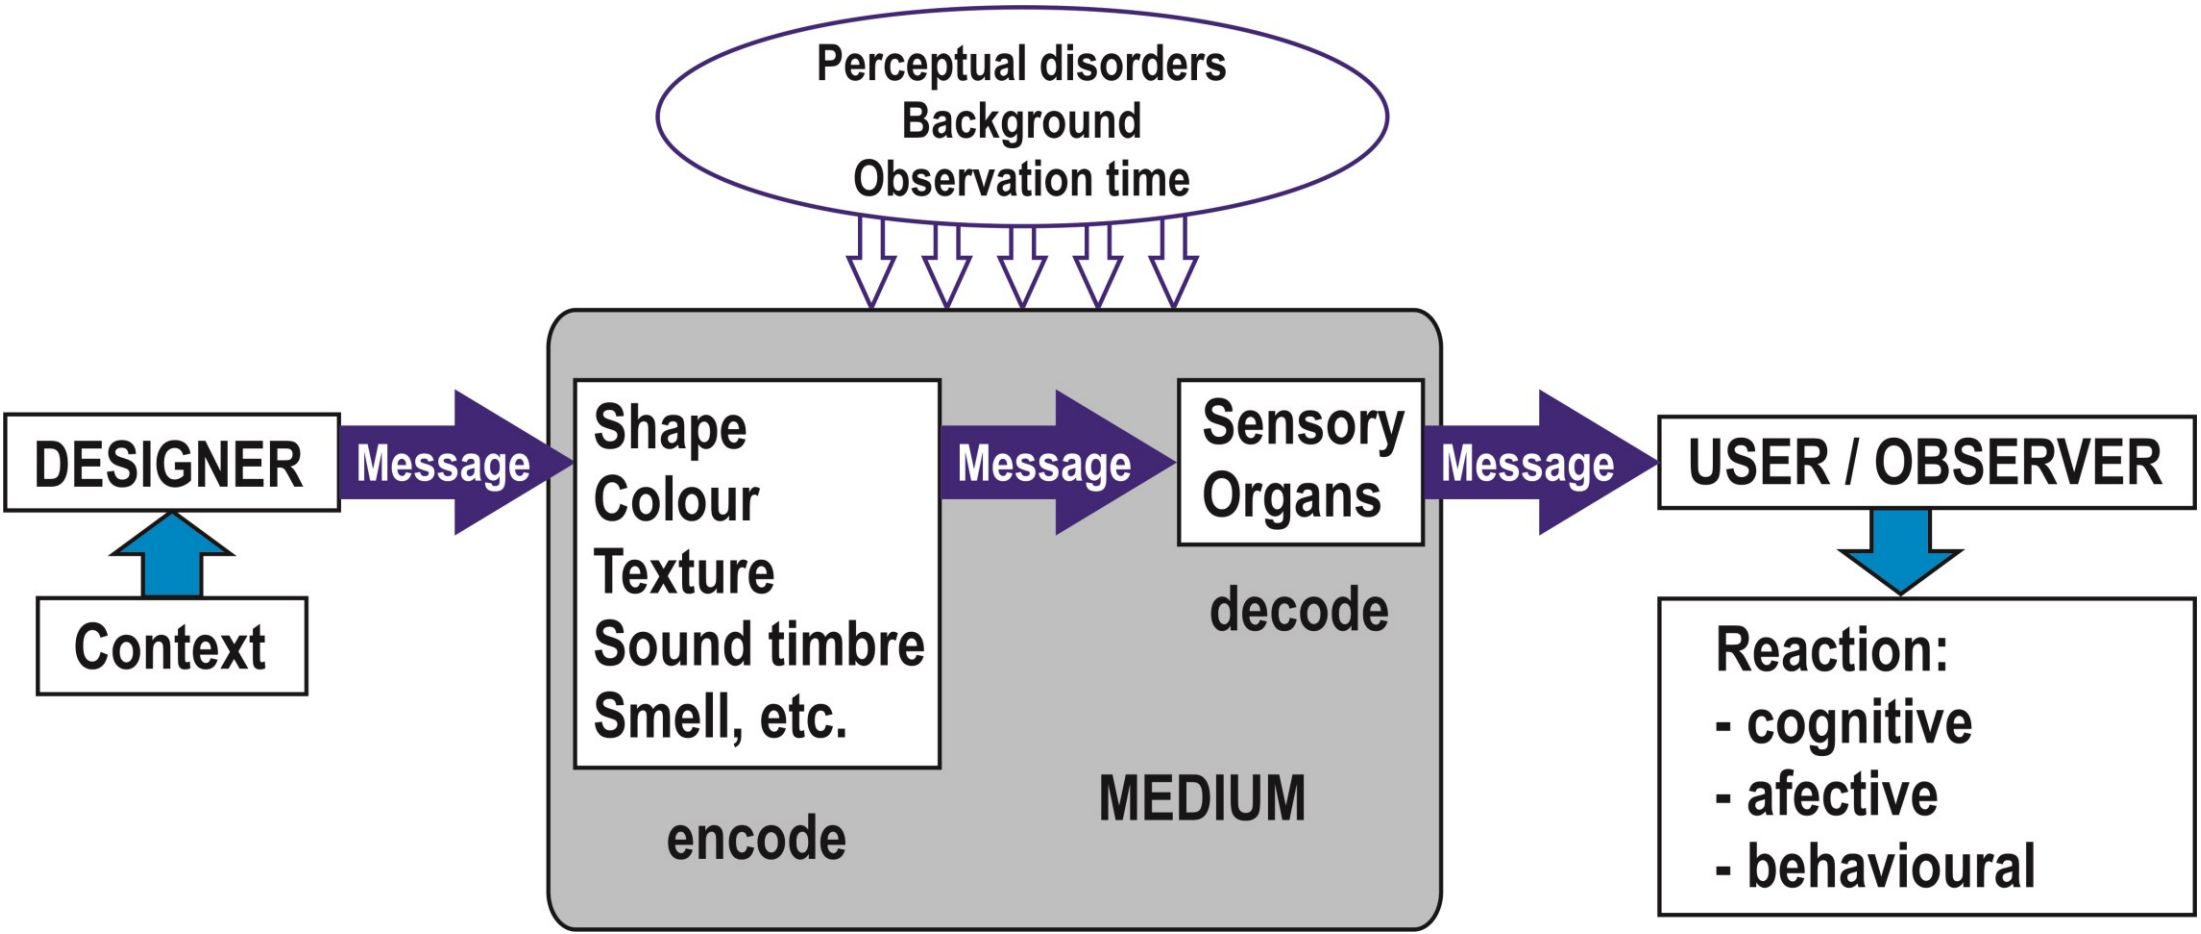 Perceptual disorders
Background
Observation time
DESIGNER
Message
Context
Shape
Colour
Texture
Sound timbre
Smell, etc.
encode
Message
Sensory
Organs
decode
MEDIUM
Message
USER / OBSERVER
Reaction:
- cognitive
- afective
- behavioural